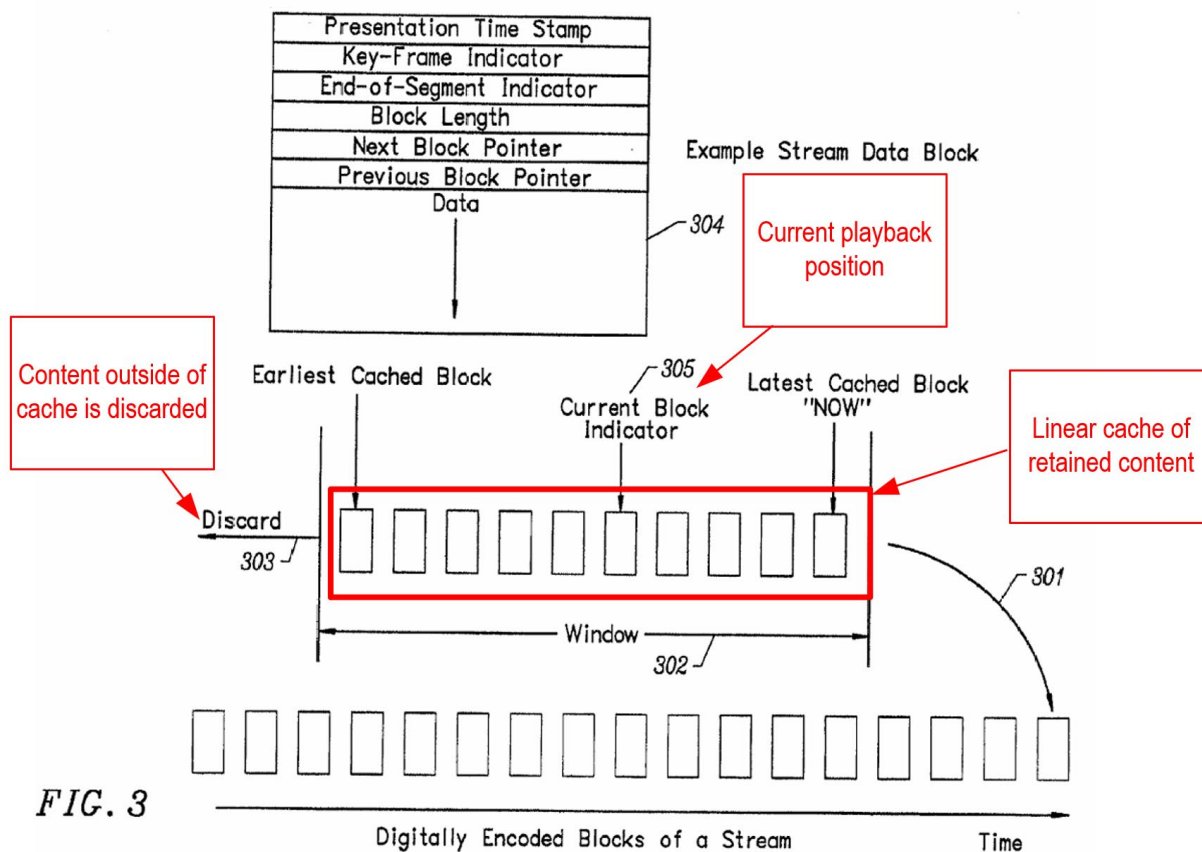 Presentation Time Stamp
Key-Frame Indicator
End-of-Segment Indicator
Block Length
Next Block Pointer
Previous Block Pointer
Data
Example Stream Data Block
304
Current playback
position
Content outside of
cache is discarded
Earliest Cached Block
305
Current Block
Indicator
Latest Cached Block
"NOW"
Linear cache of
retained content
Discard
303
301
Window
302
FIG. 3
Digitally Encoded Blocks of a Stream
Time